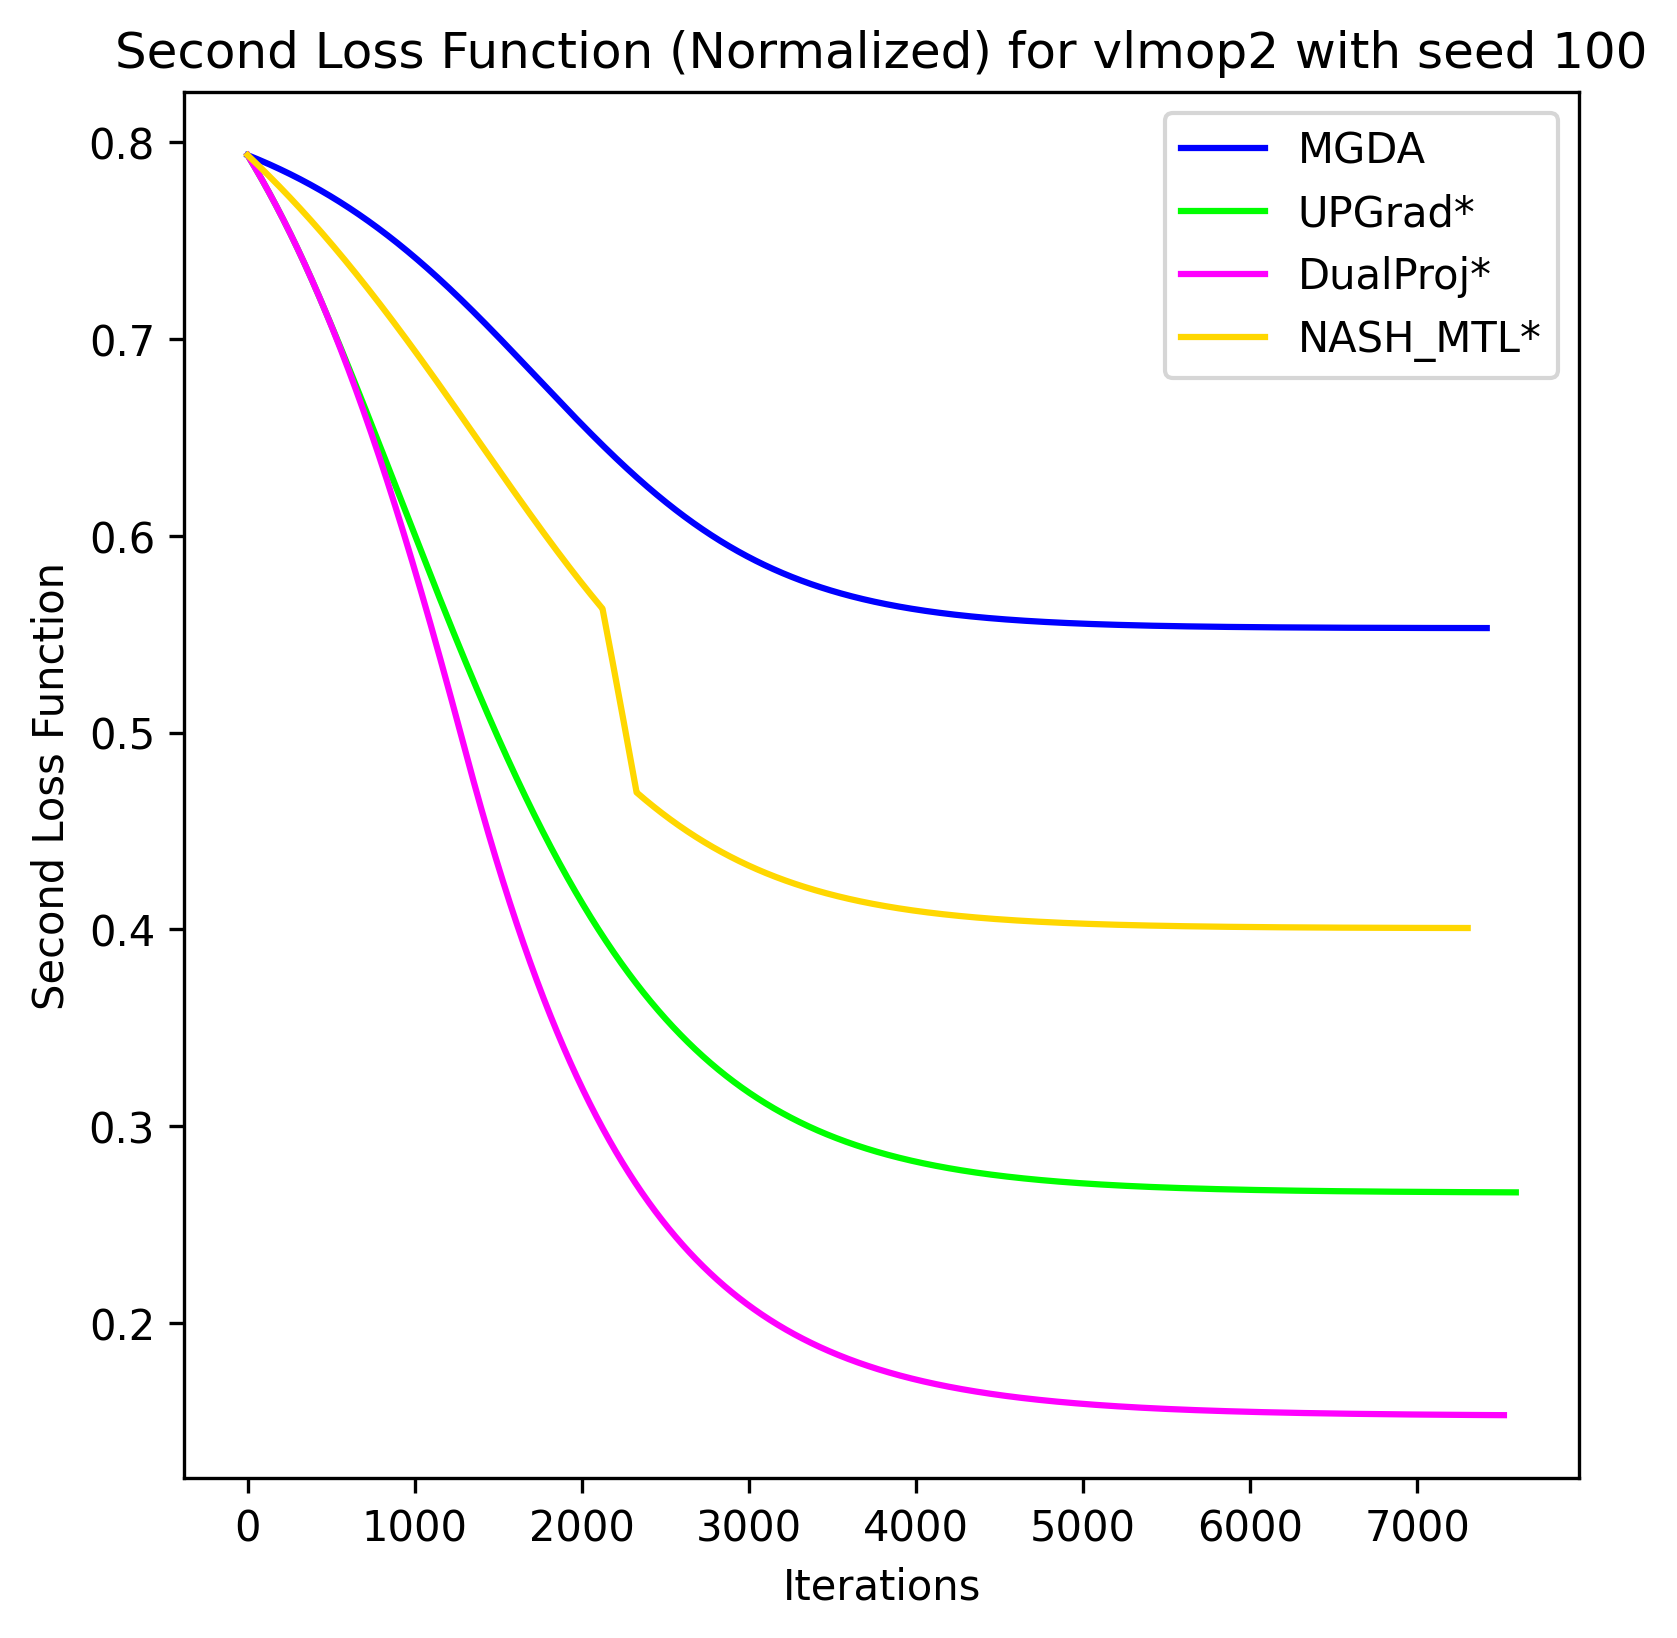 Second Loss Function (Normalized) for vlmop2 with seed 100
MGDA
UPGrad*
DualProj*
NASH_MTL*
Second Loss Function
0.8
0.7
0.6
0.5
0.4
0.3
0.2
0 1000 2000 3000 4000 5000 6000 7000
Iterations